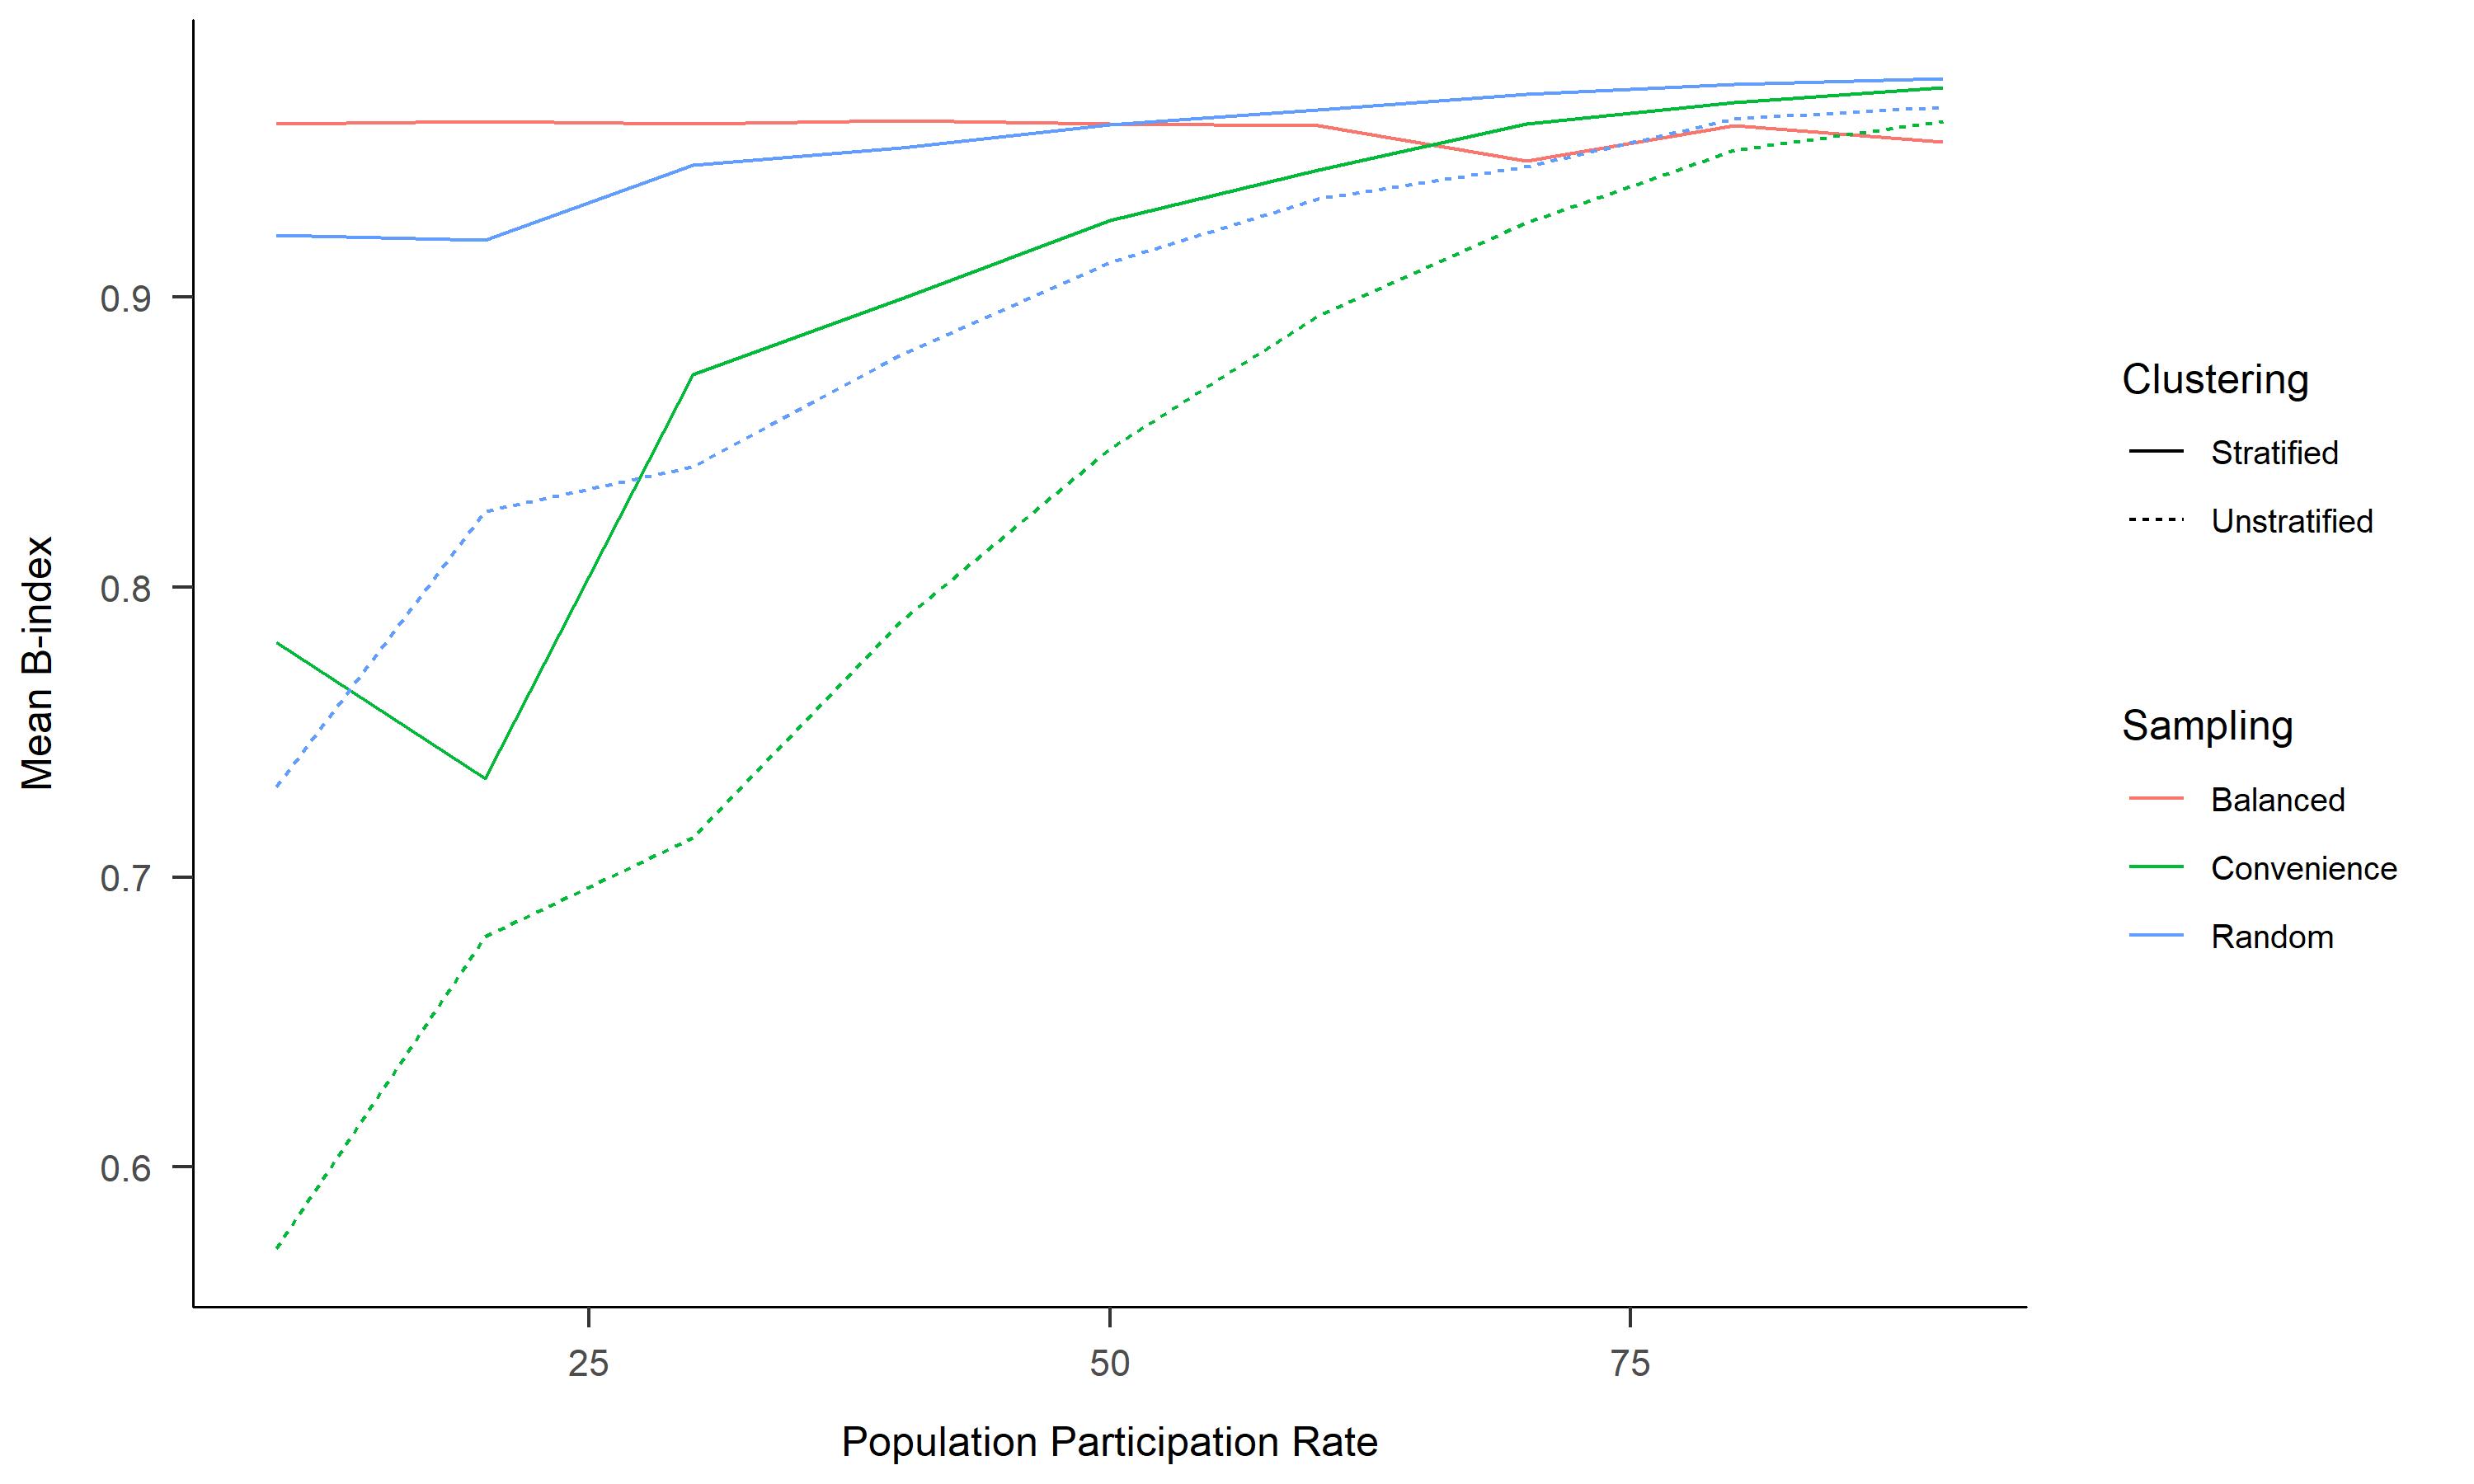 Mean B-index
0.9
0.8
0.7
0.6
25
50
75
Population Participation Rate
Clustering
Stratified
Unstratified
Sampling
Balanced
Convenience
Random